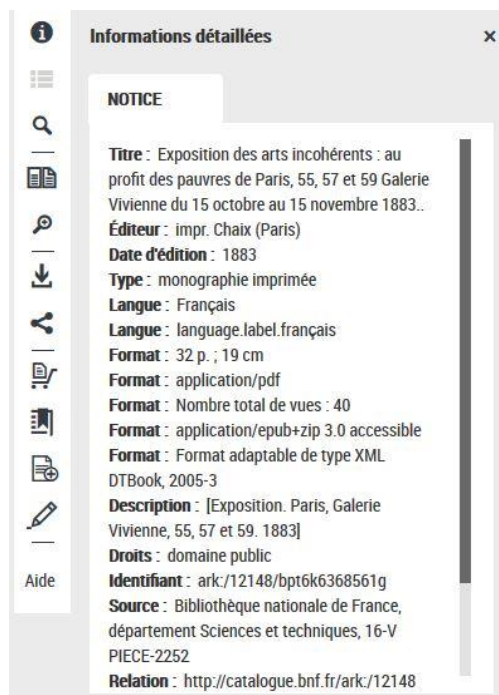 Informations détaillées
×
NOTICE
Titre : Exposition des arts incohérents : au
profit des pauvres de Paris, 55, 57 et 59 Galerie
Vivienne du 15 octobre au 15 novembre 1883..
Éditeur : impr. Chaix (Paris)
Date d'édition : 1883
Type : monographie imprimée
Langue : Français
Langue : language.label.français
Format : 32 p. ; 19 cm
Format : application/pdf
Format : Nombre total de vues : 40
Format : application/epub+zip 3.0 accessible
Format : Format adaptable de type XML
DTBook, 2005-3
Description : [Exposition. Paris, Galerie
Vivienne, 55, 57 et 59. 1883]
Droits : domaine public
Identifiant : ark:/12148/bpt6k6368561g
Source : Bibliothèque nationale de France,
département Sciences et techniques, 16-V
PIECE-2252
Relation : http://catalogue.bnf.fr/ark:/12148
Aide